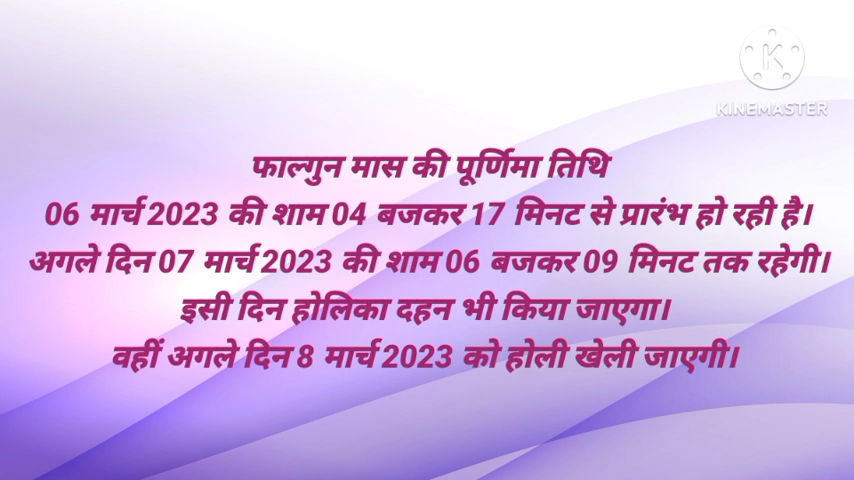 KINEMASTER
फाल्गुन मास की पूर्णिमा तिथि
06 मार्च 2023 की शाम 04 बजकर 17 मिनट से प्रारंभ हो रही है।
अगले दिन 07 मार्च 2023 की शाम 06 बजकर 09 मिनट तक रहेगी।
इसी दिन होलिका दहन भी किया जाएगा।
वहीं अगले दिन 8 मार्च 2023 को होली खेली जाएगी।